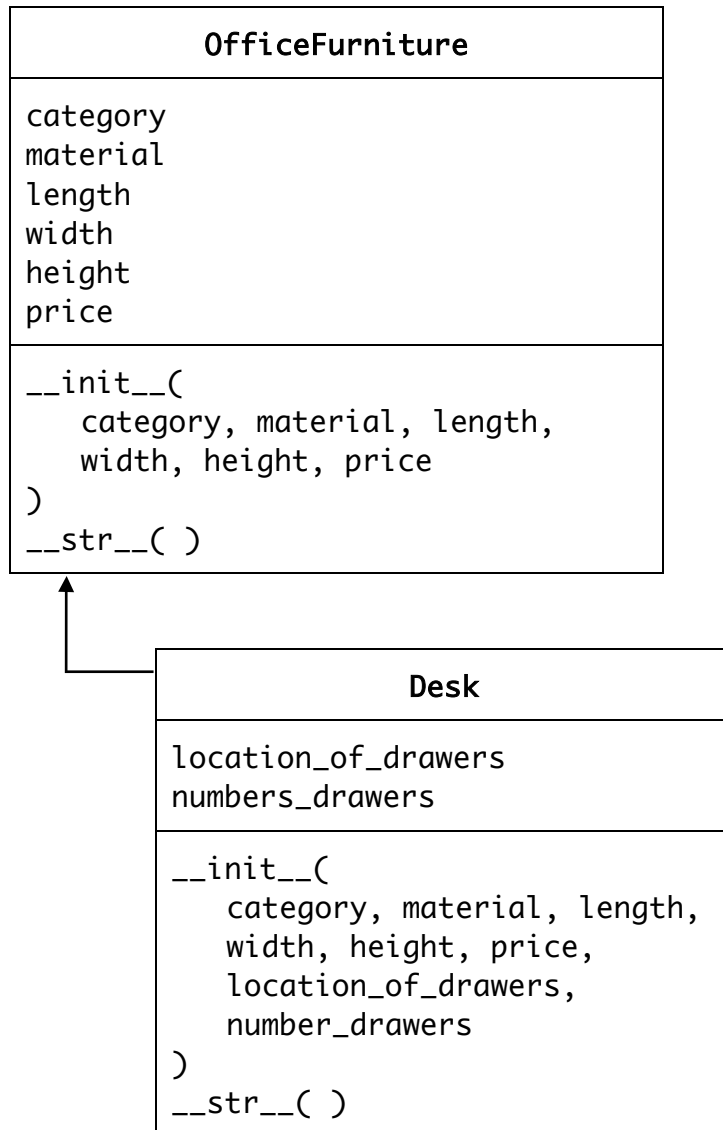 OfficeFurniture
category
material
length
width
height
price
__init__(
category, material, length,
width, height, price
)
__str__( )
Desk
location_of_drawers
numbers_drawers
__init__(
category, material, length,
width, height, price,
location_of_drawers,
number_drawers
)
__str__( )